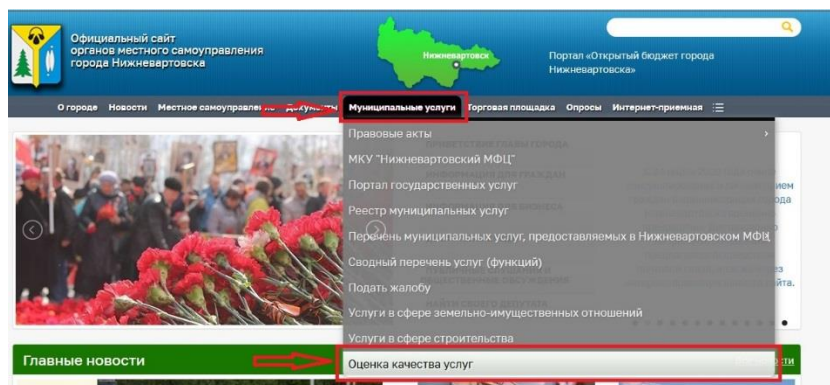 Официальный сайт
органов местного самоуправления
города Нижневартовска
Нижневартовск
Портал «Открытый бюджет города
Нижневартовска»
О городе Новости Местное самоуправление Документы Муниципальные услуги Торговая площадка Опросы Интернет-приемная
Правовые акты
МКУ "Нижневартовский МФЦ"
Портал государственных услуг
Реестр муниципальных услуг
Перечень муниципальных услуг, предоставляемых в Нижневартовском МФЦ
Сводный перечень услуг (функций)
Подать жалобу
Услуги в сфере земельно-имущественных отношений
Услуги в сфере строительства
Оценка качества услуг
Главные новости